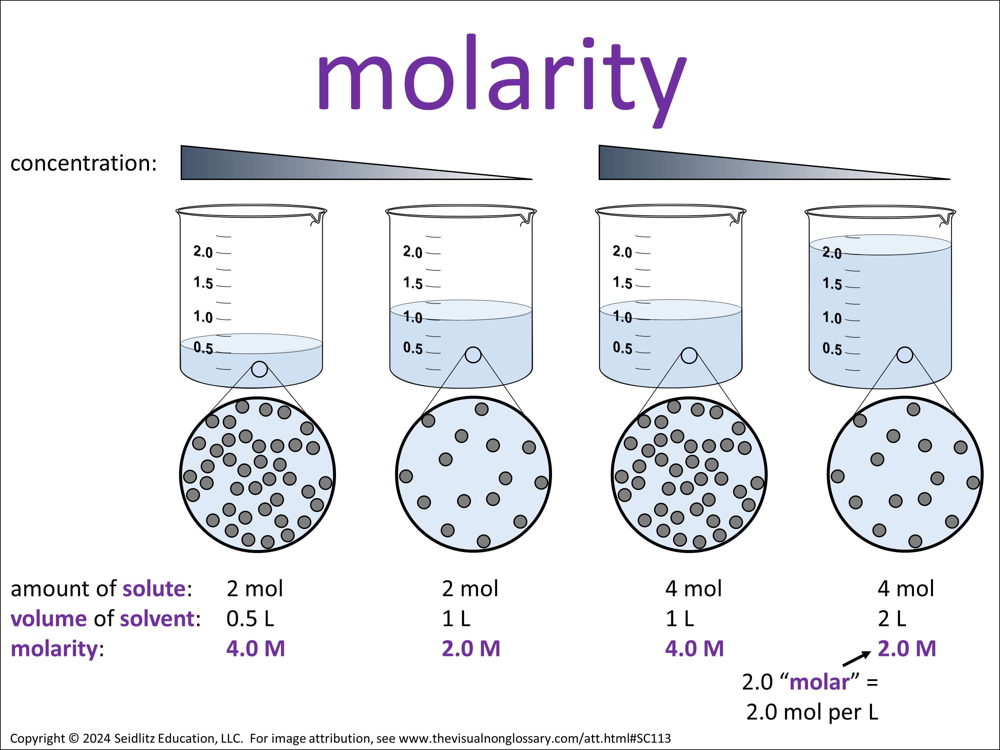 molarity
concentration:
2.0
1.5
1.0
0.5
2.0
1.5
1.0
0.5
2.0
1.5
1.0
0.5
2.0
1.5
1.0
0.5
amount of solute: 2 mol 2 mol 4 mol 4 mol
volume of solvent: 0.5 L 1 L 1 L 2 L
molarity: 4.0 M 2.0 M 4.0 M 2.0 M
2.0 “molar” =
2.0 mol per L
Copyright © 2024 Seidlitz Education, LLC. For image attribution, see www.thevisualnonglossary.com/att.html#SC113